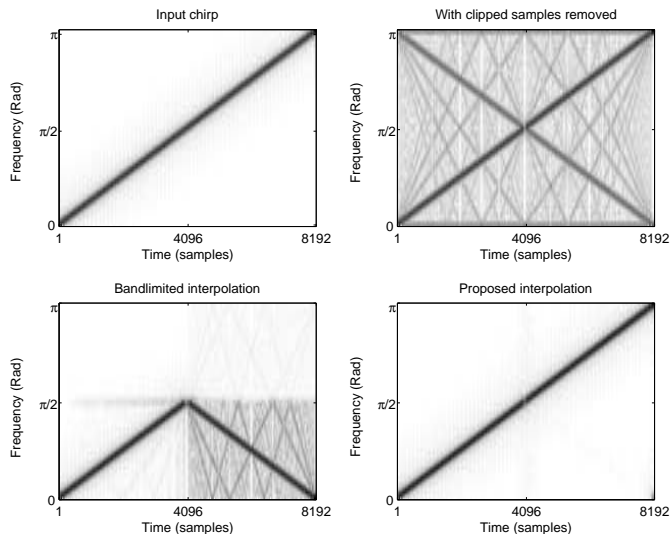 Input chirp
π
π/2
0
Frequency (Rad)
1 4096 8192
Time (samples)
With clipped samples removed
π
π/2
0
Frequency (Rad)
1 4096 8192
Time (samples)
Bandlimited interpolation
π
π/2
0
Frequency (Rad)
1 4096 8192
Time (samples)
Proposed interpolation
π
π/2
0
Frequency (Rad)
1 4096 8192
Time (samples)